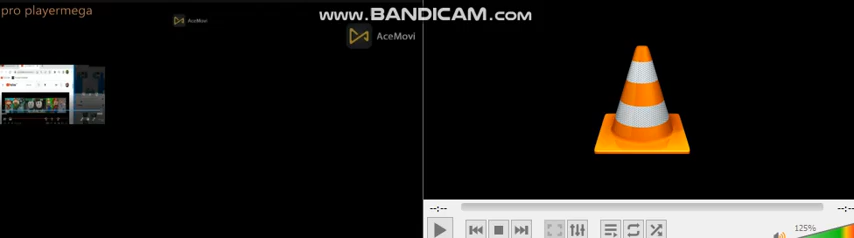 pro playermega
AceMovi
www.BANDICAM.com
AceMovi
--:--
--:--
125%